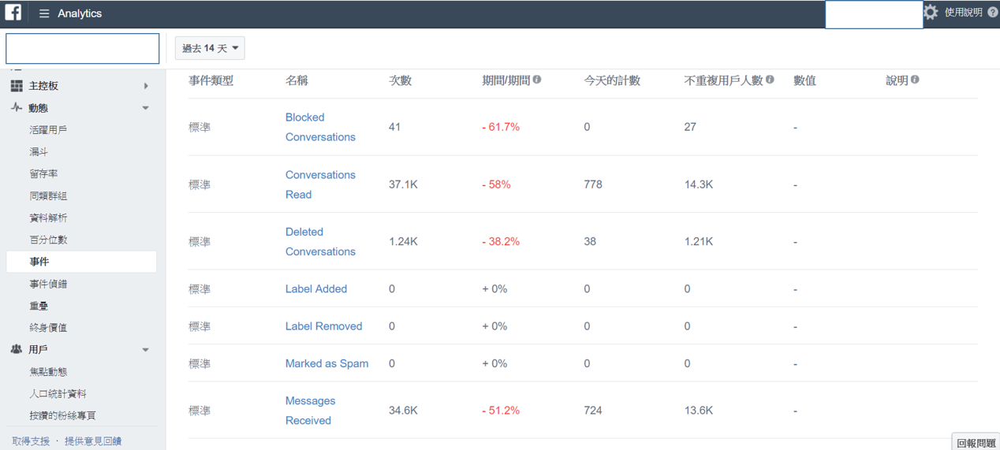 Analytics
使用說明
過去 14 天
主控板
動態
活躍用戶
漏斗
留存率
同類群組
資料解析
百分位數
事件
事件偵錯
重疊
終身價值
用戶
焦點動態
人口統計資料
按讚的粉絲專頁
取得支援 · 提供意見回饋
事件類型 名稱 次數 期間/期間 今天的計數 不重複用戶人數 數值 說明
標準 Blocked Conversations 41 - 61.7% 0 27 -
標準 Conversations Read 37.1K - 58% 778 14.3K -
標準 Deleted Conversations 1.24K - 38.2% 38 1.21K -
標準 Label Added 0 + 0% 0 0 -
標準 Label Removed 0 + 0% 0 0 -
標準 Marked as Spam 0 + 0% 0 0 -
標準 Messages Received 34.6K - 51.2% 724 13.6K -
回報問題